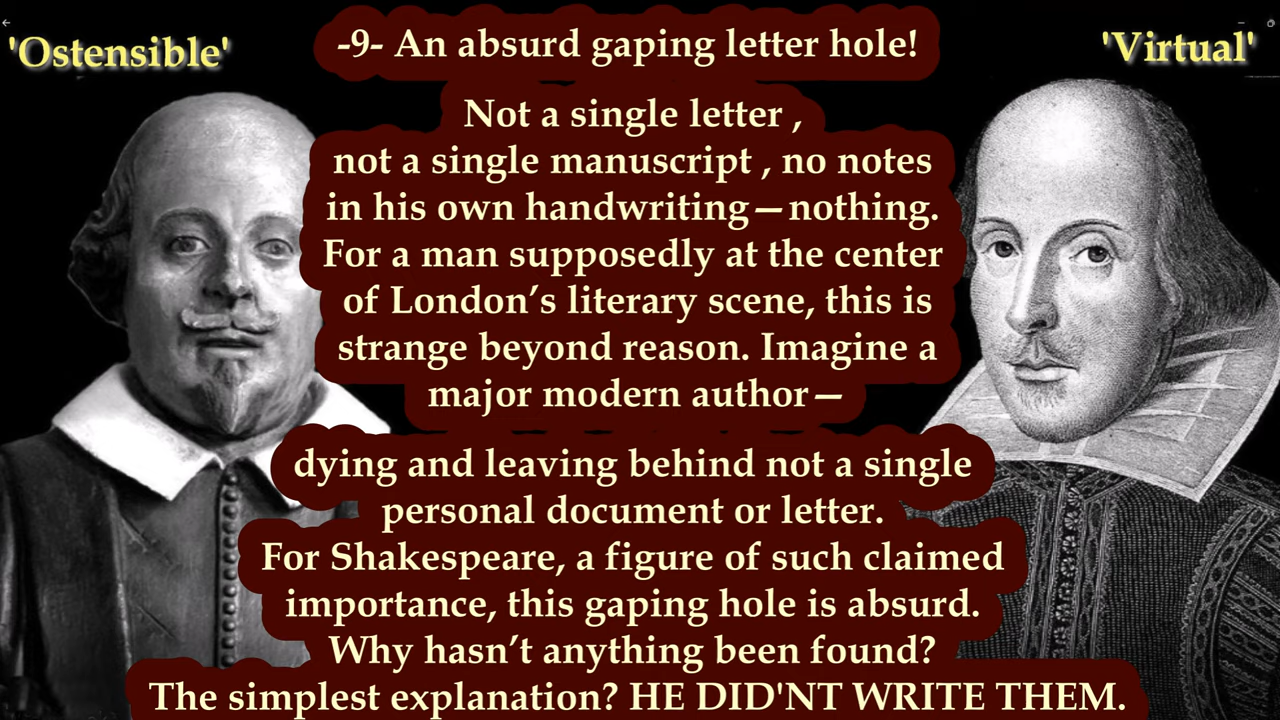 'Ostensible'
-9- An absurd gaping letter hole!
'Virtual'
Not a single letter ,
not a single manuscript , no notes
in his own handwriting—nothing.
For a man supposedly at the center
of London’s literary scene, this is
strange beyond reason. Imagine a
major modern author—
dying and leaving behind not a single
personal document or letter.
For Shakespeare, a figure of such claimed
importance, this gaping hole is absurd.
Why hasn’t anything been found?
The simplest explanation? HE DID'NT WRITE THEM.